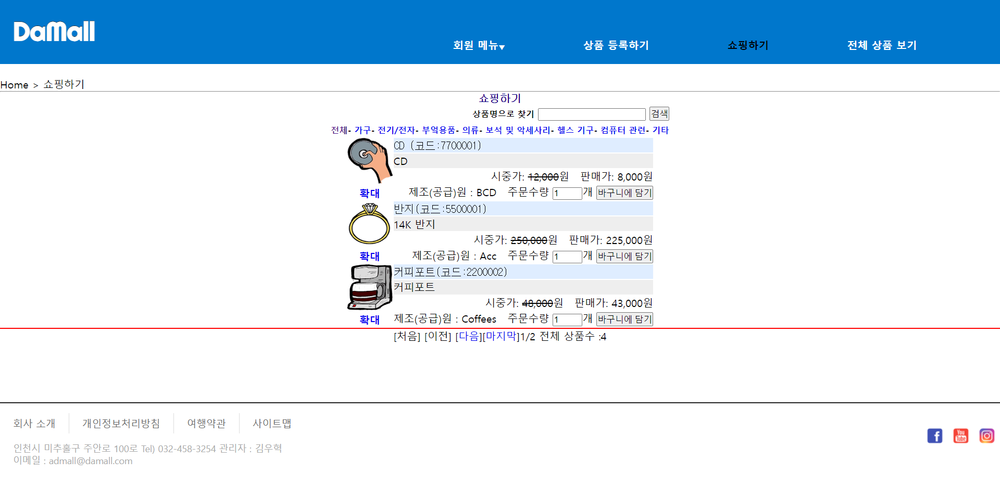 DaMall
회원 메뉴▼ 상품 등록하기 쇼핑하기 전체 상품 보기
Home > 쇼핑하기
쇼핑하기
상품명으로 찾기 검색
전체- 가구- 전기/전자- 부엌용품- 의류- 보석 및 악세사리- 헬스 기구- 컴퓨터 관련- 기타
CD (코드:7700001)
CD
시중가: 12,000원 판매가: 8,000원
확대 제조(공급)원 : BCD 주문수량 1 개 바구니에 담기
반지(코드:5500001)
14K 반지
시중가: 250,000원 판매가: 225,000원
확대 제조(공급)원 : Acc 주문수량 1 개 바구니에 담기
커피포트(코드:2200002)
커피포트
시중가: 48,000원 판매가: 43,000원
확대 제조(공급)원 : Coffees 주문수량 1 개 바구니에 담기
[처음] [이전] [다음][마지막]1/2 전체 상품수 :4
회사 소개 개인정보처리방침 여행약관 사이트맵
인천시 미추홀구 주안로 100로 Tel) 032-458-3254 관리자 : 김우혁
이메일 : admall@damall.com
You Tube